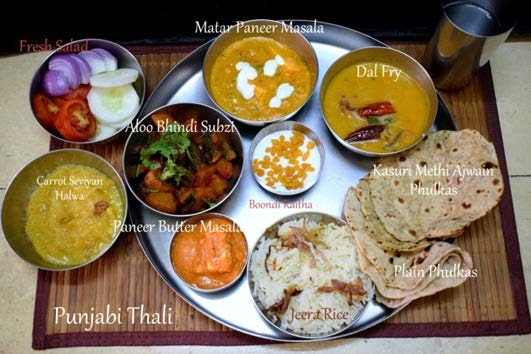 Matar Paneer Masala
Fresh Salad
Dal Fry
Aloo Bhindi Subzi
Kasuri Methi Ajwain
Phulkas
Carrot Seviyan
Halwa
Boondi Raitha
Paneer Butter Masala
Plain Phulkas
Punjabi Thali
Jeera Rice